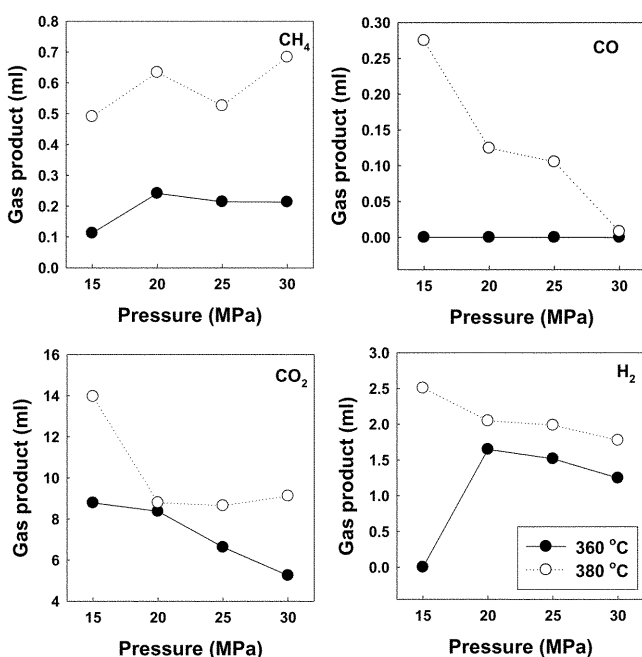 CH4
Gas product (ml)
0.8
0.7
0.6
0.5
0.4
0.3
0.2
0.1
0.0
15 20 25 30
Pressure (MPa)
CO
Gas product (ml)
0.30
0.25
0.20
0.15
0.10
0.05
0.00
15 20 25 30
Pressure (MPa)
CO2
Gas product (ml)
16
14
12
10
8
6
4
15 20 25 30
Pressure (MPa)
H2
Gas product (ml)
3.0
2.5
2.0
1.5
1.0
0.5
0.0
360 °C
380 °C
15 20 25 30
Pressure (MPa)